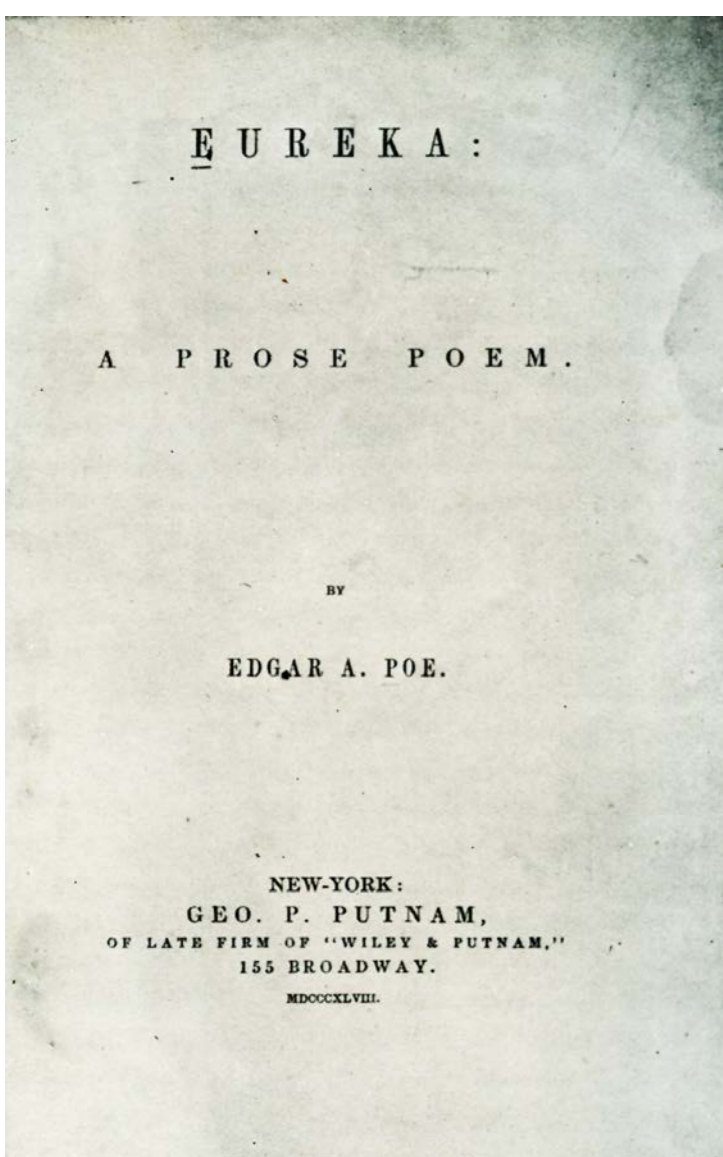 EUREKA:
A PROSE POEM.
BY
EDGAR A. POE.
NEW-YORK:
GEO. P. PUTNAM,
OF LATE FIRM OF "WILEY & PUTNAM,"
155 BROADWAY.
MDCCCXLVIII.